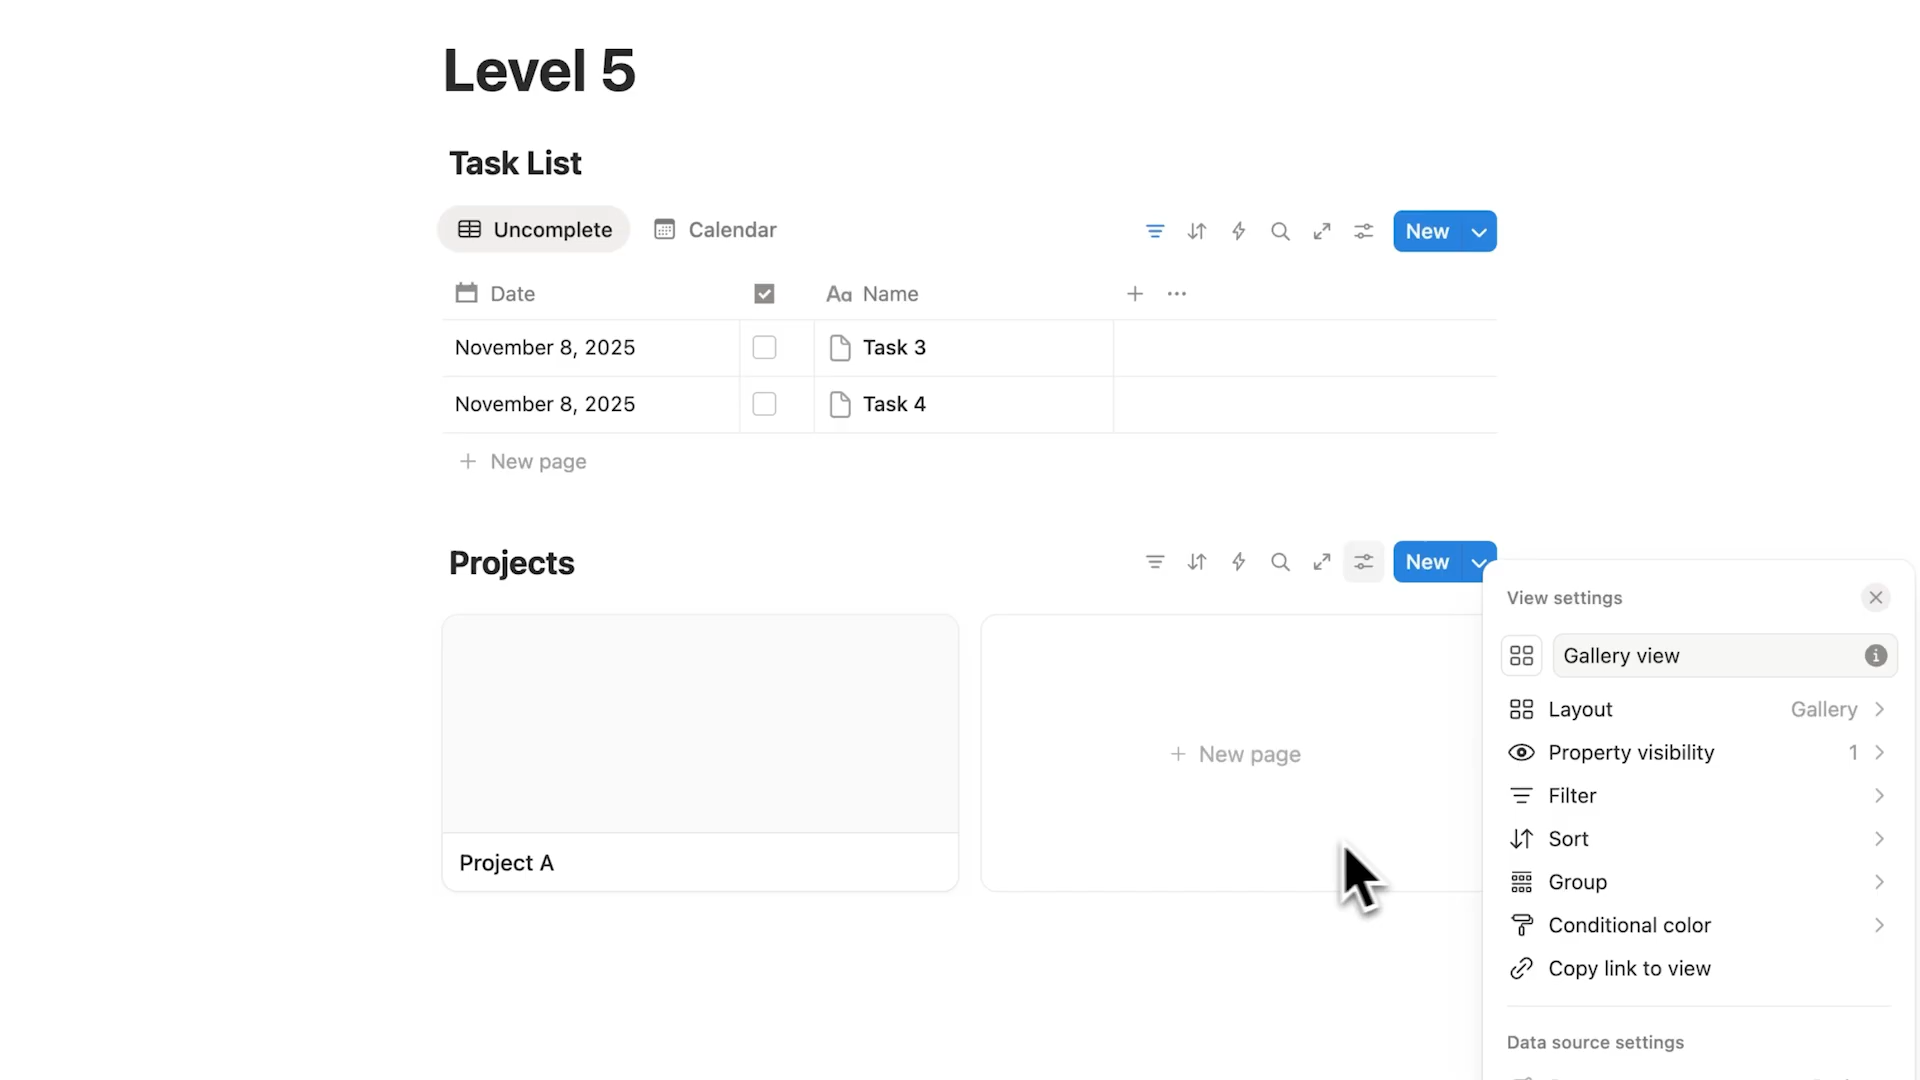 Level 5
Task List
Uncomplete
Calendar
New
Date
Aa Name
November 8, 2025
Task 3
November 8, 2025
Task 4
+ New page
Projects
New
Project A
+ New page
View settings
Gallery view
Layout Gallery
Property visibility 1
Filter
Sort
Group
Conditional color
Copy link to view
Data source settings